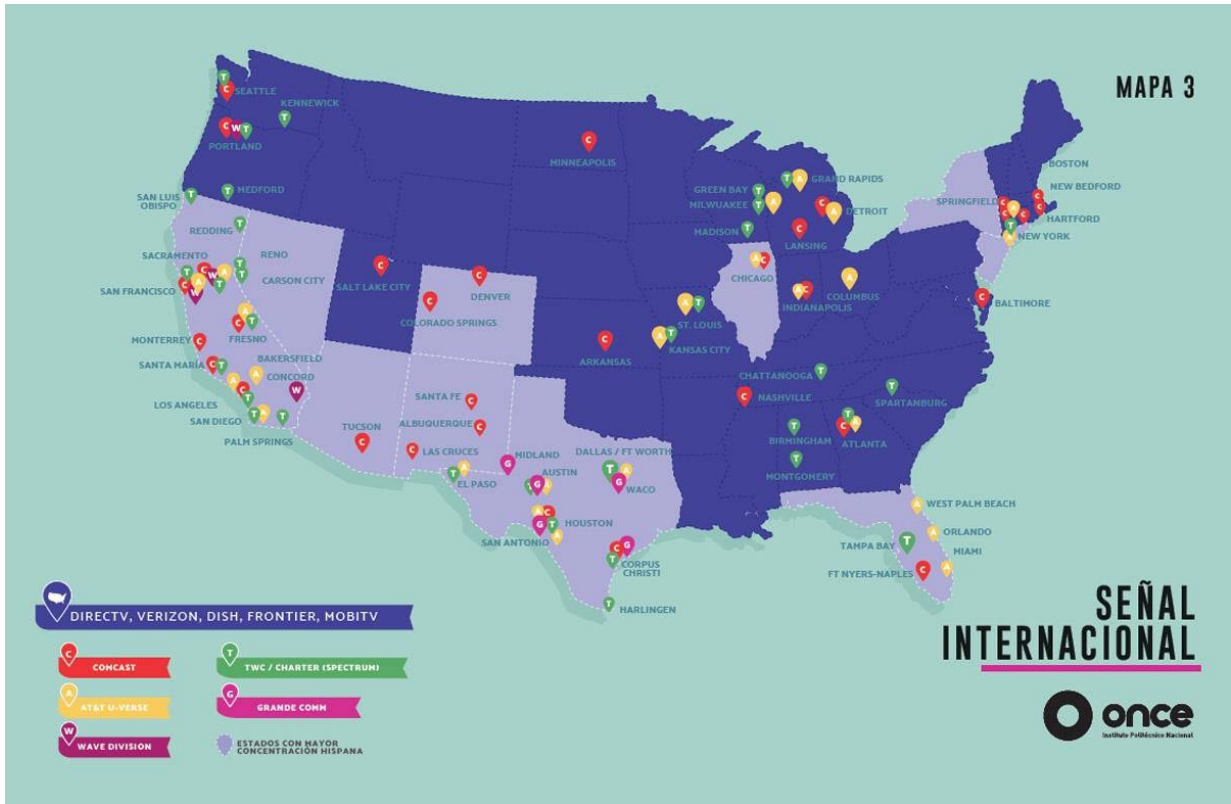 MAPA 3
T
C
SEATTLE
KENNEWICK
T
C
W
T
PORTLAND
C
MINNEAPOLIS
BOSTON
SAN LUIS
OBISPO
T
T
MEDFORD
GREEN BAY
T
T
A
GRAND RAPIDS
NEW BEDFORD
C
SPRINGFIELD
C
A
C
C
HARTFORD
REDDING
T
MILWUAKEE
T
A
C
A
DETROIT
MADISON
T
C
LANSING
T
A
NEW YORK
SACRAMENTO
RENO
T
T
C
W
A
T
T
CARSON CITY
SAN FRANCISCO
C
A
W
C
SALT LAKE CITY
C
DENVER
C
COLORADO SPRINGS
A
C
CHICAGO
A
C
INDIANAPOLIS
A
COLUMBUS
C
BALTIMORE
A
C
T
FRESNO
A
T
ST. LOUIS
A
T
KANSAS CITY
MONTERREY
C
C
ARKANSAS
SANTA MARÍA
C
T
BAKERSFIELD
A
CONCORD
A
C
T
W
LOS ANGELES
CHATTANOOGA
T
C
NASHVILLE
T
SPARTANBURG
SAN DIEGO
T
A
T
PALM SPRINGS
SANTA FE
C
ALBUQUERQUE
C
TUCSON
C
C
LAS CRUCES
T
BIRMINGHAM
T
C
A
ATLANTA
T
MONTGOMERY
G
MIDLAND
DALLAS / FT WORTH
T
A
G
WACO
T
A
EL PASO
AUSTIN
T
G
A
A
C
G
T
HOUSTON
SAN ANTONIO
A
C
G
T
CORPUS
CHRISTI
T
HARLINGEN
A
WEST PALM BEACH
A
ORLANDO
TAMPA BAY
T
MIAMI
A
FT NYERS-NAPLES
C
DIRECTV, VERIZON, DISH, FRONTIER, MOBITV
C
COMCAST
T
TWC / CHARTER (SPECTRUM)
A
AT&T U-VERSE
G
GRANDE COMM
W
WAVE DIVISION
ESTADOS CON MAYOR
CONCENTRACIÓN HISPANA
SEÑAL
INTERNACIONAL
once
Instituto Politécnico Nacional